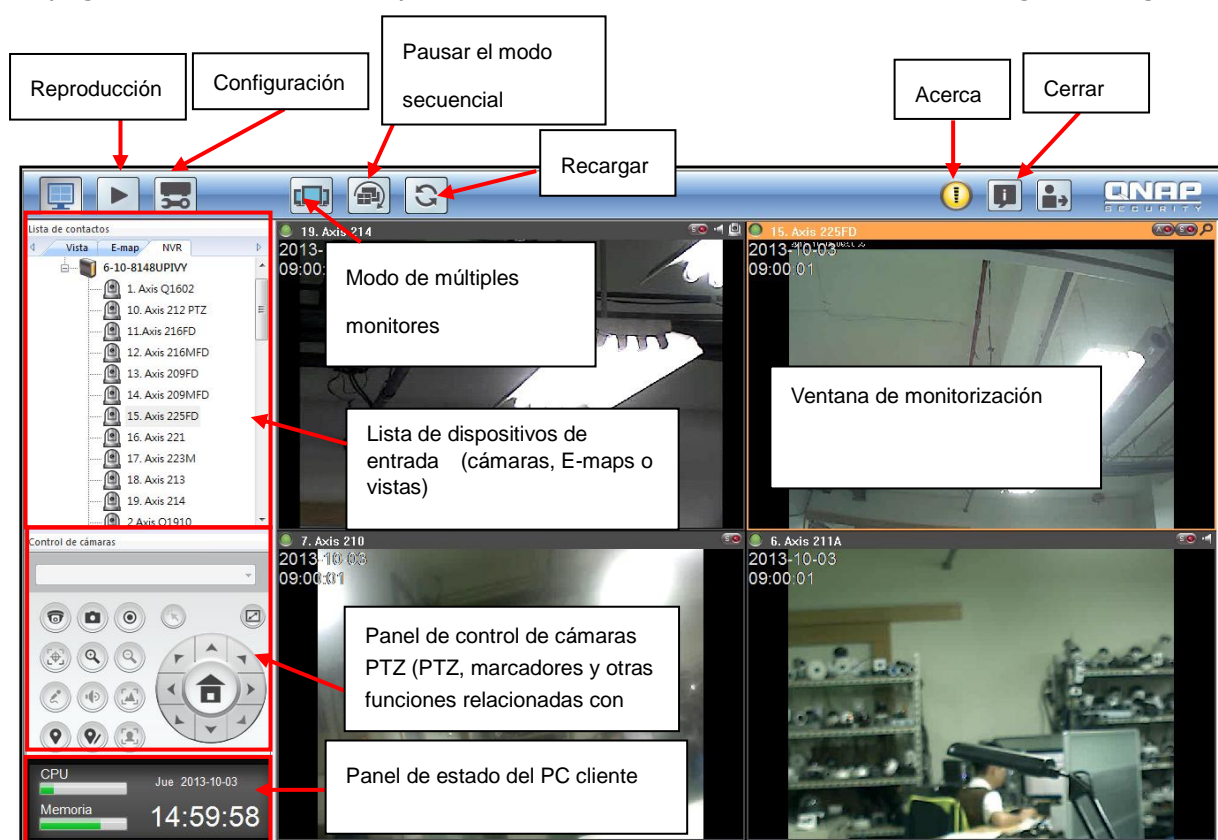 Pausar el modo
secuencial
Reproducción
Configuración
Acerca
Cerrar
Recargar
QNAP
SECURITY
Lista de contactos
Vista E-map NVR
6-10-8148UPIVY
1. Axis Q1602
10. Axis 212 PTZ
11.Axis 216FD
12. Axis 216MFD
13. Axis 209FD
14. Axis 209MFD
15. Axis 225FD
16. Axis 221
17. Axis 223M
18. Axis 213
19. Axis 214
2.Axis Q1910
19. Axis 214
2013-
09:00:
15. Axis 225FD
2013-10-03
09:00:01
Modo de múltiples
monitores
Ventana de monitorización
Lista de dispositivos de
entrada (cámaras, E-maps o
vistas)
Control de cámaras
7. Axis 210
2013-10-03
09:00:01
6. Axis 211A
2013-10-03
09:00:01
Panel de control de cámaras
PTZ (PTZ, marcadores y otras
funciones relacionadas con
Panel de estado del PC cliente
CPU
Jue 2013-10-03
Memoria
14:59:58